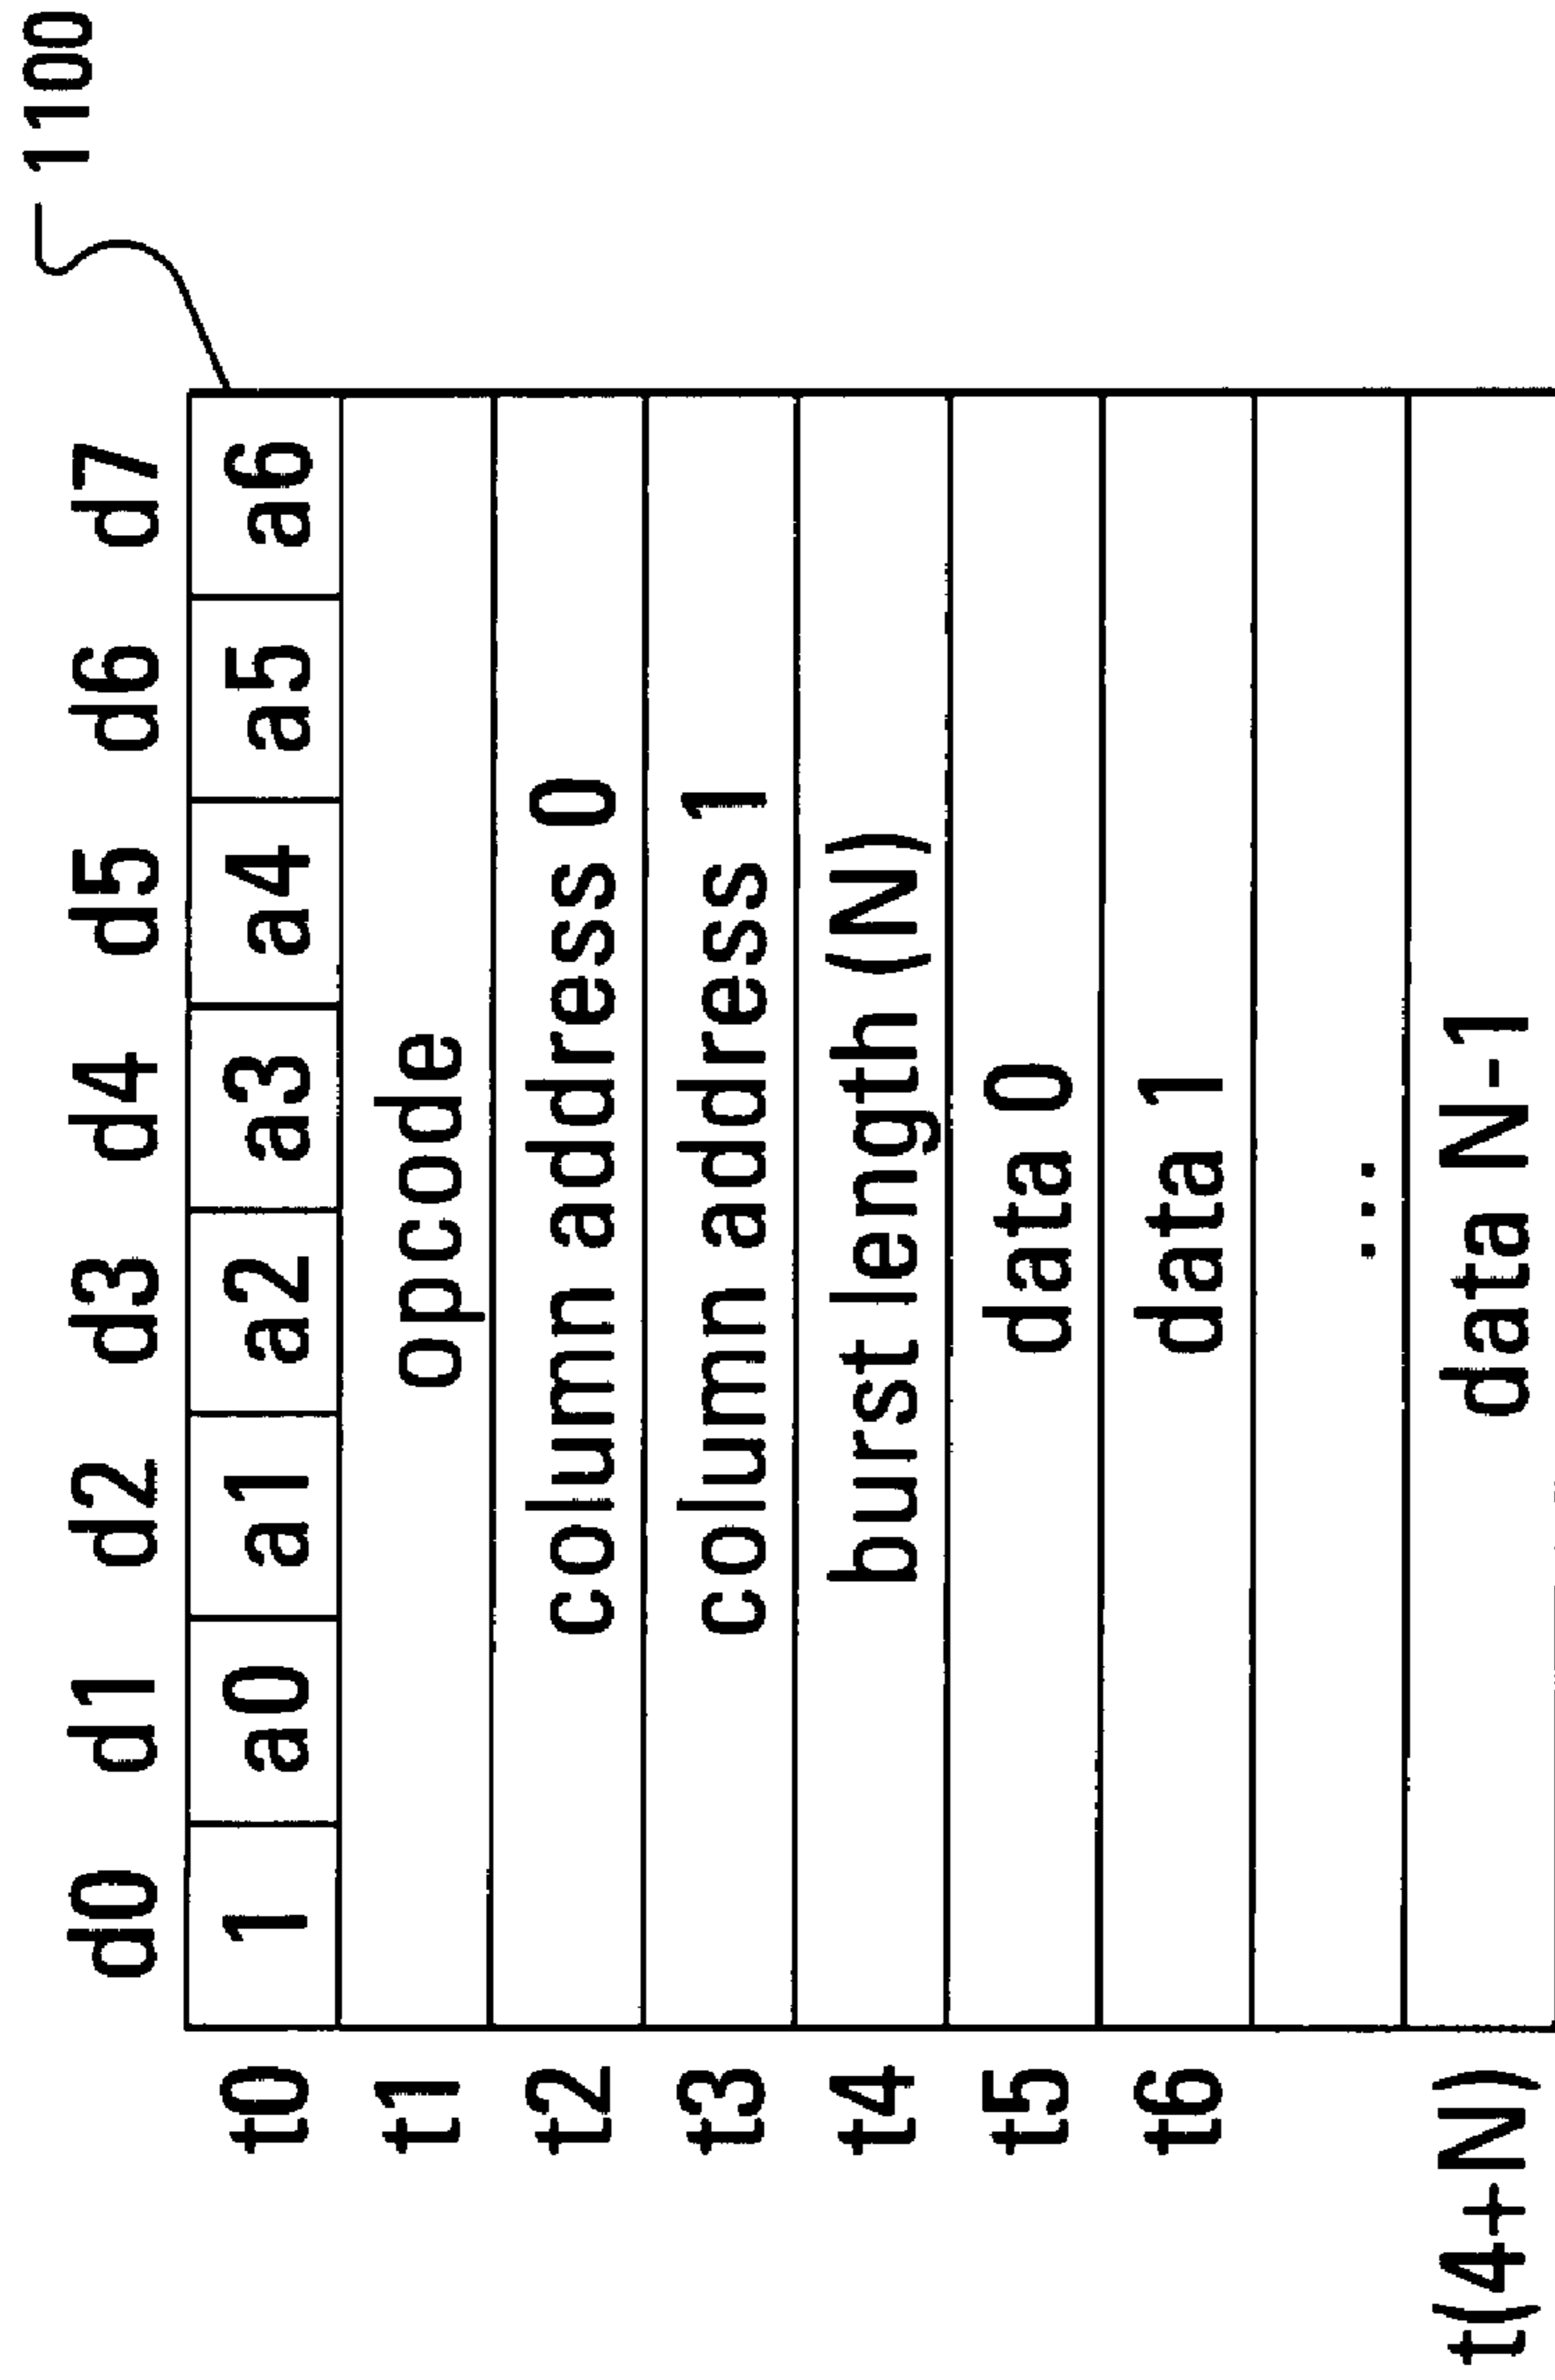 1100
d0 d1 d2 d3 d4 d5 d6 d7
t0 1 a0 a1 a2 a3 a4 a5 a6
t1 opcode
t2 column address 0
t3 column address 1
t4 burst length (N)
t5 data 0
t6 data 1
...
t(4+N) data N-1